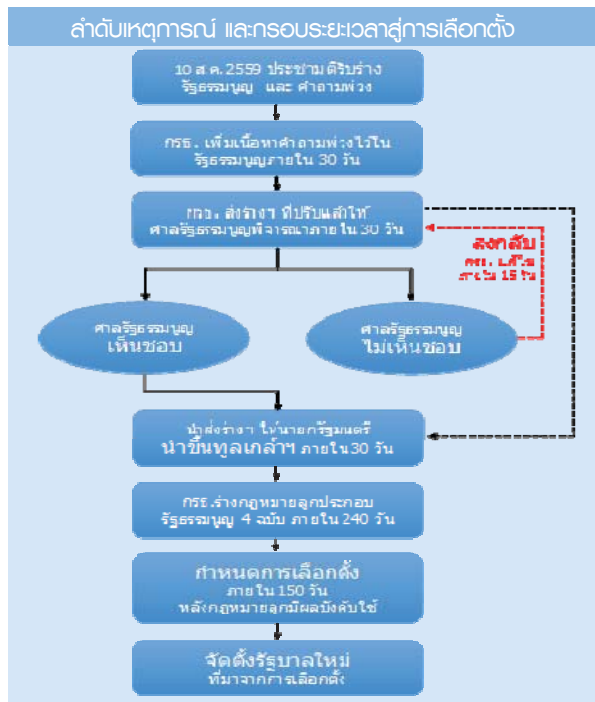 ลำดับเหตุการณ์ และกรอบระยะเวลาสู่การเลือกตั้ง
10 ส.ค.2559 ประชามติรับร่าง
รัฐธรรมนูญ และ คำถามพ่วง
กรธ. เพิ่มเนื้อหาคำถามพ่วงไว้ใน
รัฐธรรมนูญภายใน 30 วัน
กรธ. ส่งร่างฯ ที่ปรับแล้วให้
ศาลรัฐธรรมนูญพิจารณาภายใน 30 วัน
ส่งกลับ
กรธ. แก้ไข
ภายใน 15 วัน
ศาลรัฐธรรมนูญ
เห็นชอบ
ศาลรัฐธรรมนูญ
ไม่เห็นชอบ
นำส่งร่างฯ ให้นายกรัฐมนตรี
นำขึ้นทูลเกล้าฯ ภายใน 30 วัน
กรธ.ร่างกฎหมายลูกประกอบ
รัฐธรรมนูญ 4 ฉบับ ภายใน 240 วัน
กำหนดการเลือกตั้ง
ภายใน 150 วัน
หลังกฎหมายลูกมีผลบังคับใช้
จัดตั้งรัฐบาลใหม่
ที่มาจากการเลือกตั้ง